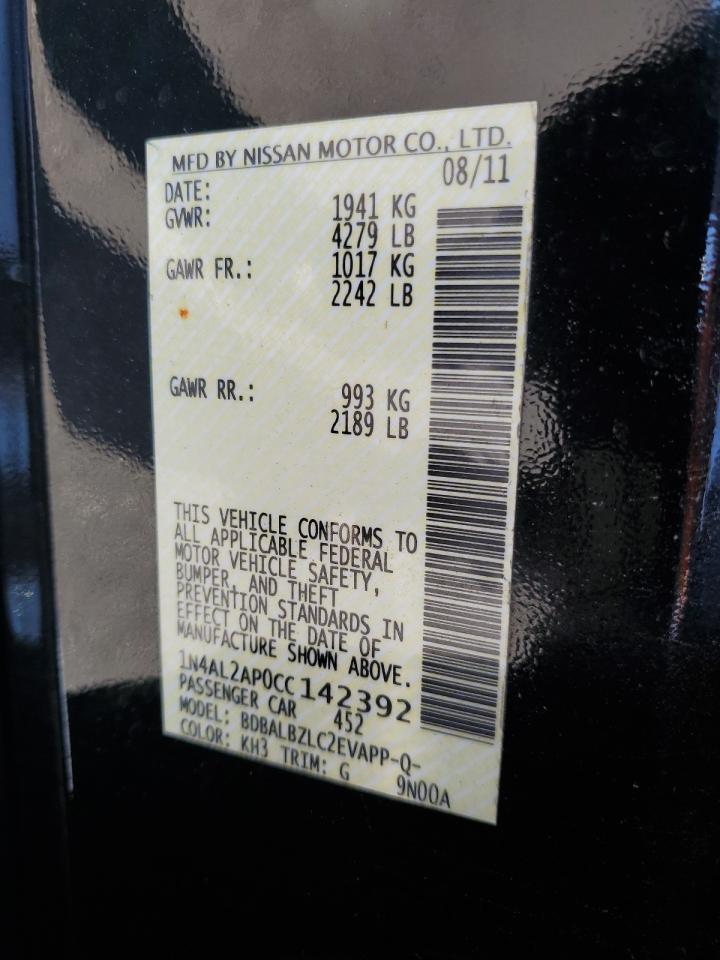 MFD BY NISSAN MOTOR CO., LTD.
DATE: 08/11
GVWR: 1941 KG
4279 LB
GAWR FR.: 1017 KG
2242 LB
GAWR RR.: 993 KG
2189 LB
THIS VEHICLE CONFORMS TO
ALL APPLICABLE FEDERAL
MOTOR VEHICLE SAFETY,
BUMPER, AND THEFT
PREVENTION STANDARDS IN
EFFECT ON THE DATE OF
MANUFACTURE SHOWN ABOVE.
1N4AL2AP0CC142392
PASSENGER CAR 452
MODEL: BDBALBZLC2EVAPP-Q-
COLOR: KH3 TRIM: G 9N00A